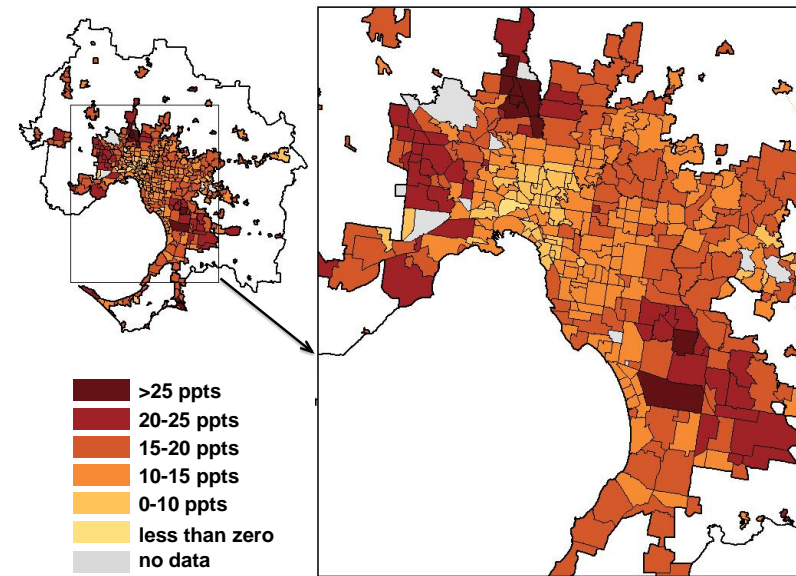 >25 ppts
20-25 ppts
15-20 ppts
10-15 ppts
0-10 ppts
less than zero
no data